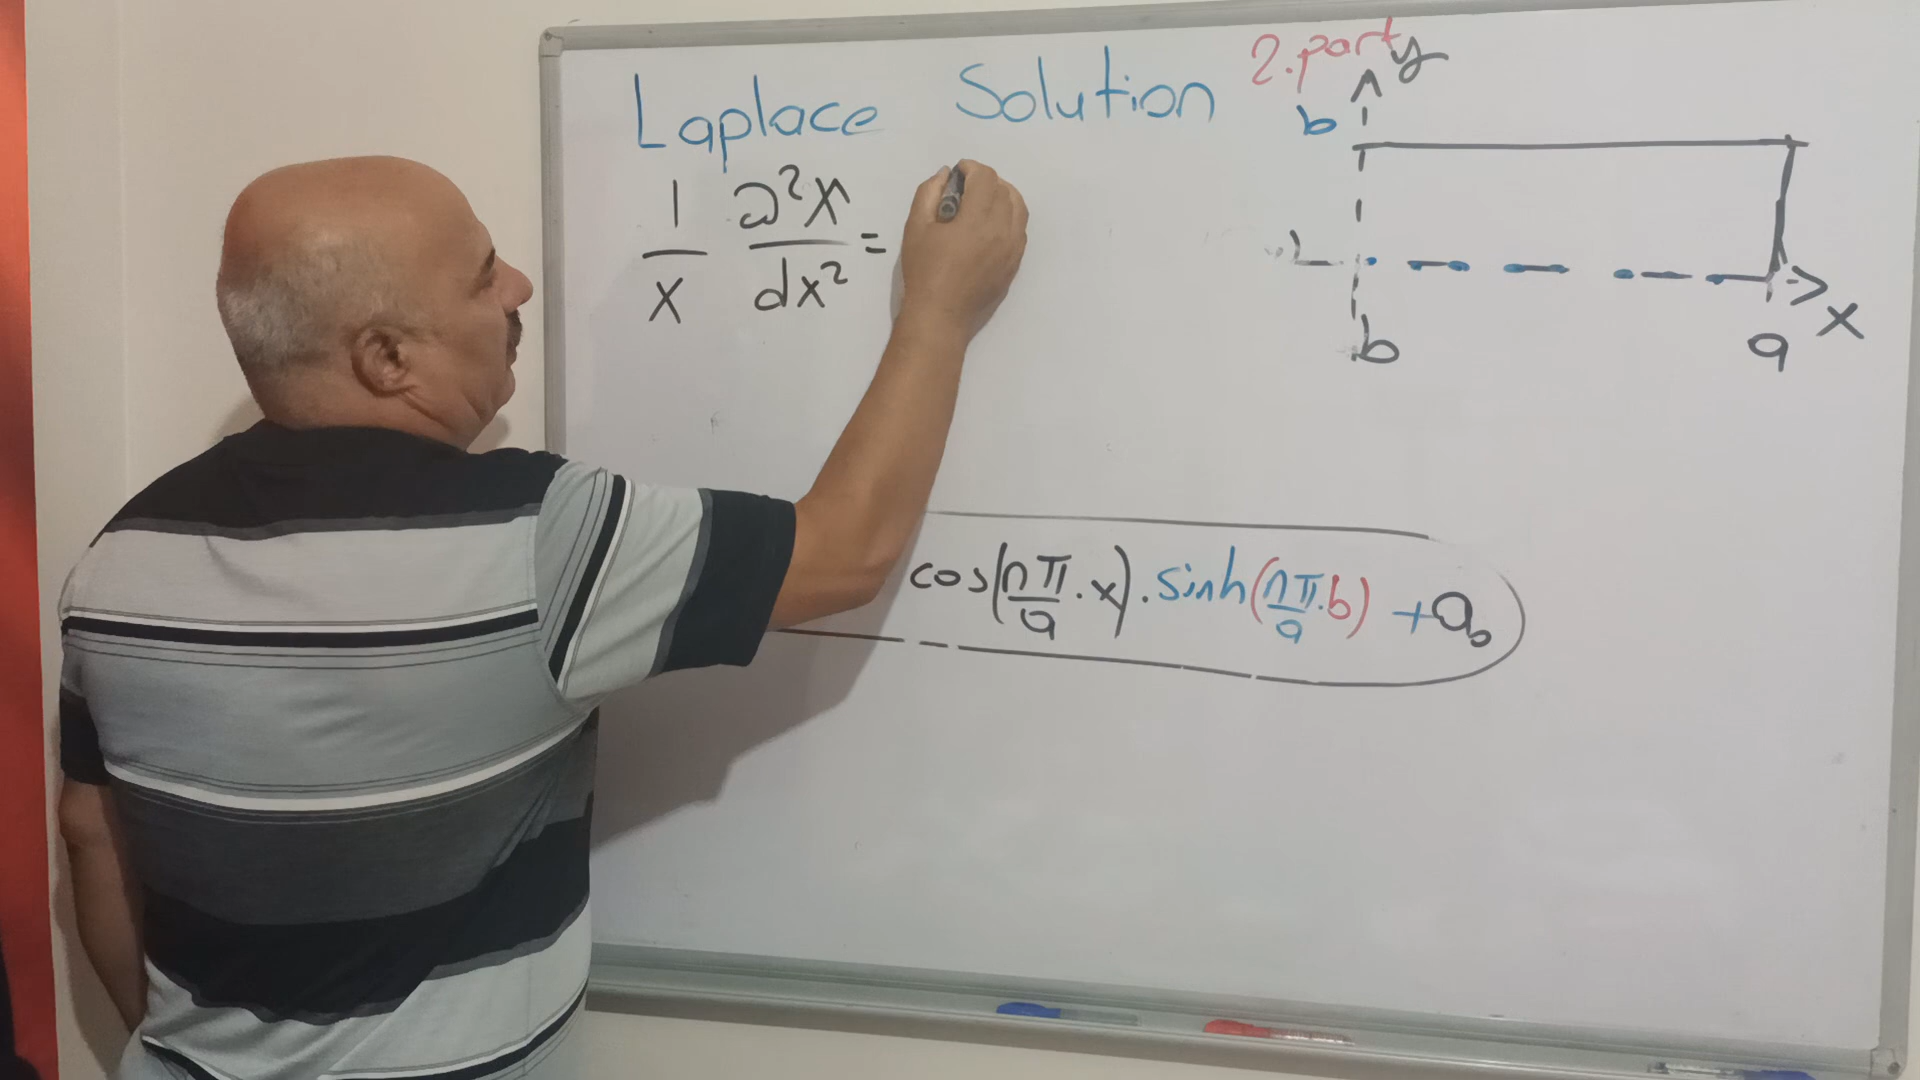 Laplace Solution 2.part
y
b
1/x ∂²x/dx² =
x
b
a
cos(nπ/a . x) . sinh(nπ/a . b) + a₀